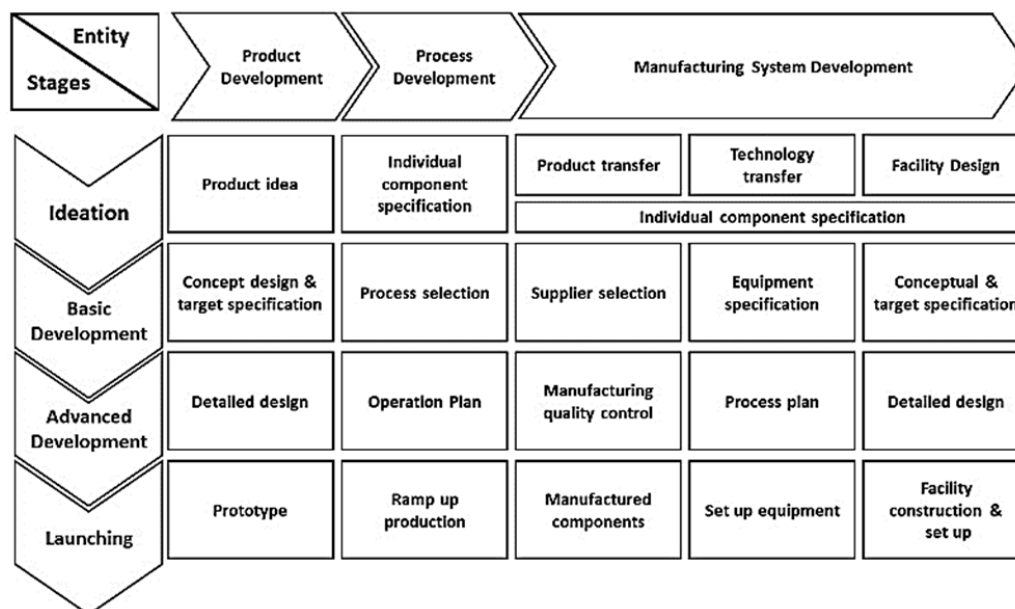 Entity
Stages
Product
Development
Process
Development
Manufacturing System Development
Ideation
Product idea
Individual
component
specification
Product transfer
Technology
transfer
Facility Design
Individual component specification
Basic
Development
Concept design &
target specification
Process selection
Supplier selection
Equipment
specification
Conceptual &
target specification
Advanced
Development
Detailed design
Operation Plan
Manufacturing
quality control
Process plan
Detailed design
Launching
Prototype
Ramp up
production
Manufactured
components
Set up equipment
Facility
construction &
set up